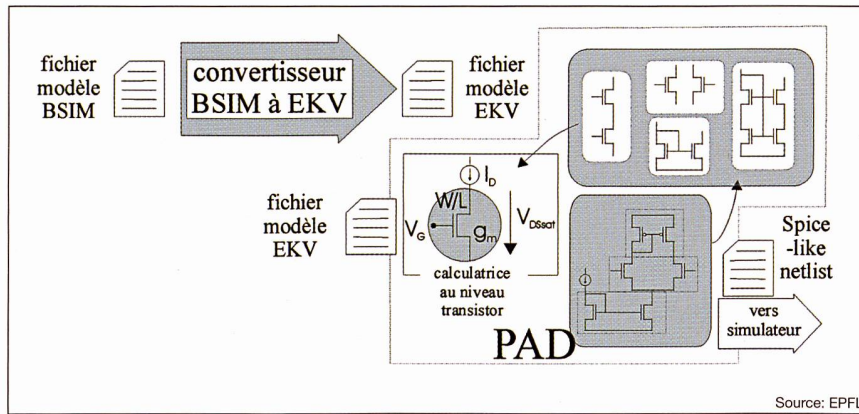 fichier
modèle
BSIM
convertisseur
BSIM à EKV
fichier
modèle
EKV
fichier
modèle
EKV
I_D
W/L
V_G
g_m
V_DSsat
calculatrice
au niveau
transistor
PAD
Spice
-like
netlist
vers
simulateur
Source: EPFL